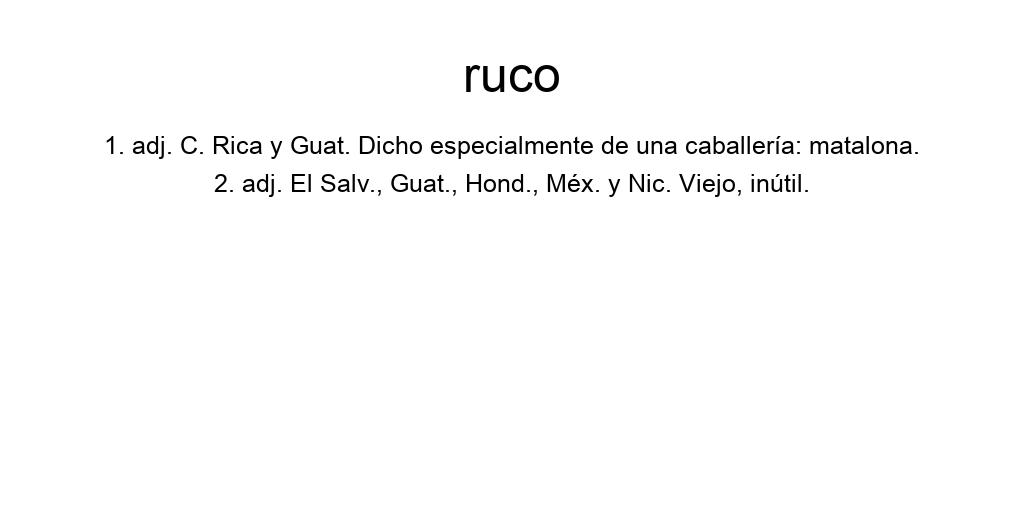 ruco
1. adj. C. Rica y Guat. Dicho especialmente de una caballería: matalona.
2. adj. El Salv., Guat., Hond., Méx. y Nic. Viejo, inútil.